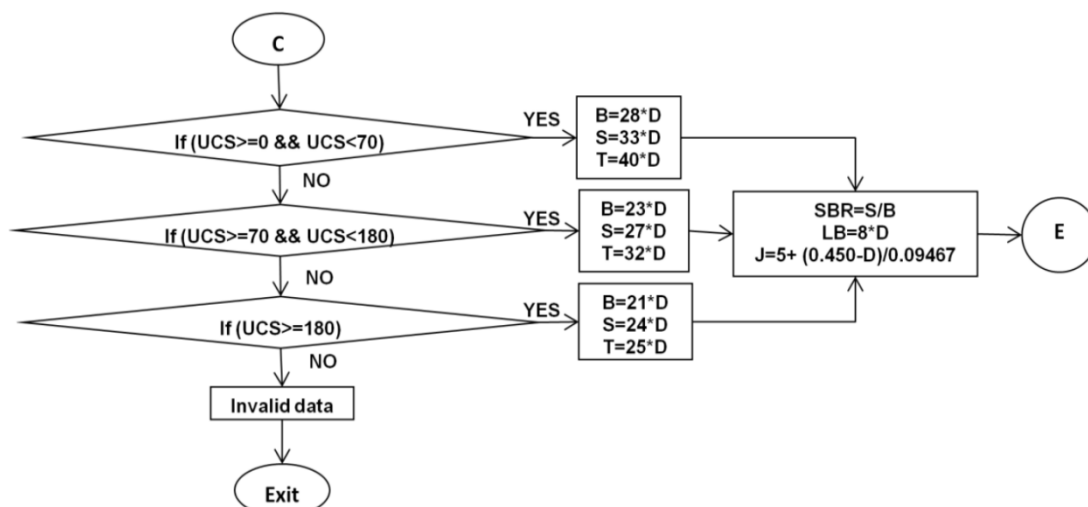 C
If (UCS>=0 && UCS<70)
YES
B=28*D
S=33*D
T=40*D
NO
If (UCS>=70 && UCS<180)
YES
B=23*D
S=27*D
T=32*D
SBR=S/B
LB=8*D
J=5+ (0.450-D)/0.09467
E
NO
If (UCS>=180)
YES
B=21*D
S=24*D
T=25*D
NO
Invalid data
Exit